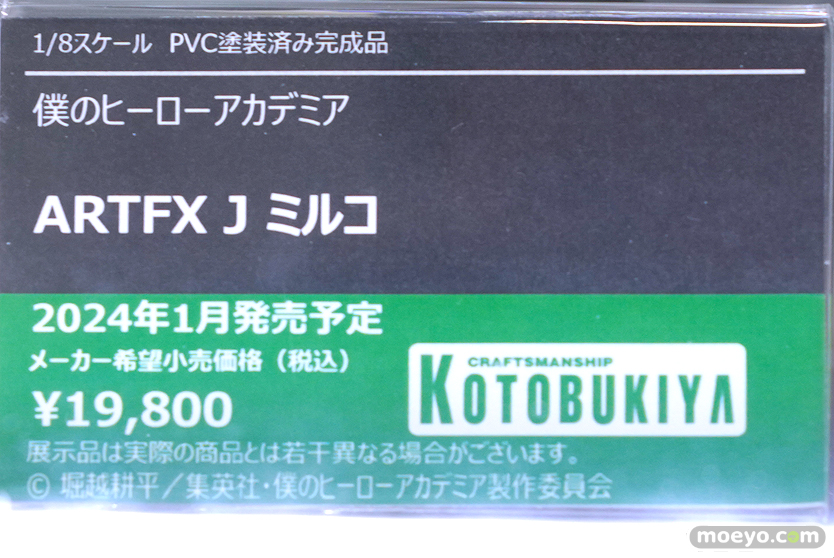 1/8スケール PVC塗装済み完成品
僕のヒーローアカデミア
ARTFX J ミルコ
2024年1月発売予定
メーカー希望小売価格（税込）
¥19,800
CRAFTSMANSHIP
KOTOBUKIYA
展示品は実際の商品とは若干異なる場合がございます。
© 堀越耕平／集英社・僕のヒーローアカデミア製作委員会
moeyo.com